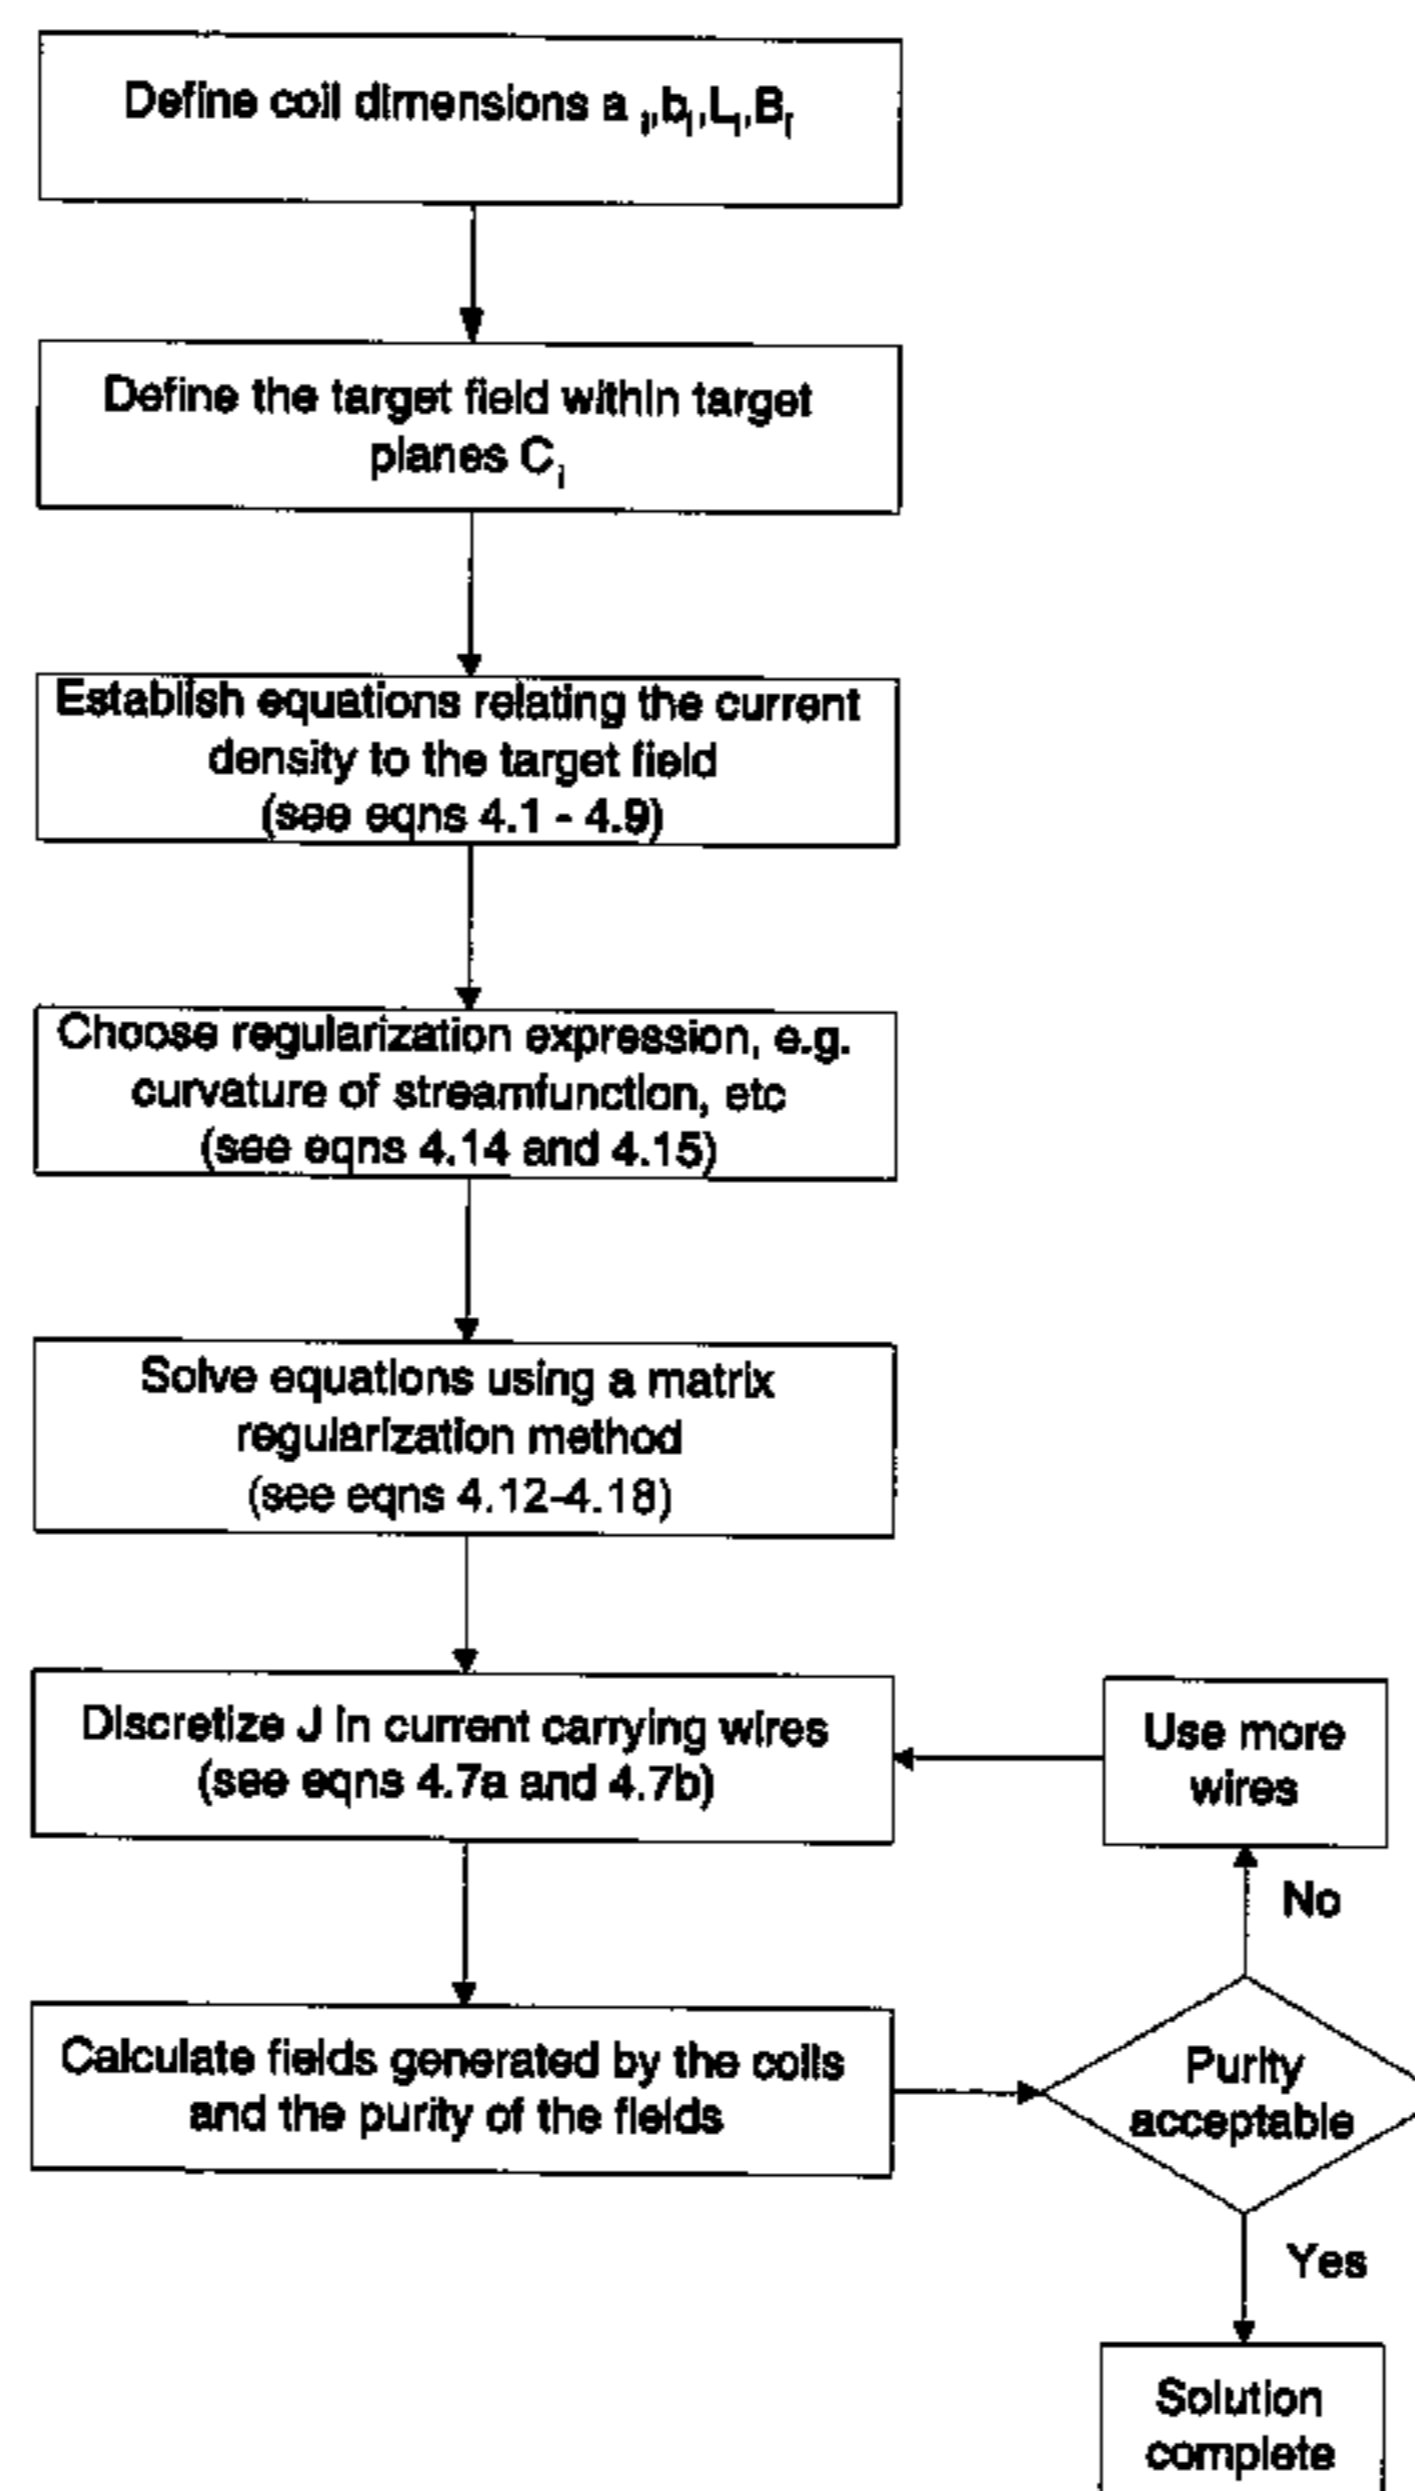 Define coil dimensions a i,bi,Li,Bi
Define the target field within target
planes Ci
Establish equations relating the current
density to the target field
(see eqns 4.1 - 4.9)
Choose regularization expression, e.g.
curvature of streamfunction, etc
(see eqns 4.14 and 4.15)
Solve equations using a matrix
regularization method
(see eqns 4.12-4.18)
Discretize J in current carrying wires
(see eqns 4.7a and 4.7b)
Use more
wires
No
Calculate fields generated by the coils
and the purity of the fields
Purity
acceptable
Yes
Solution
complete